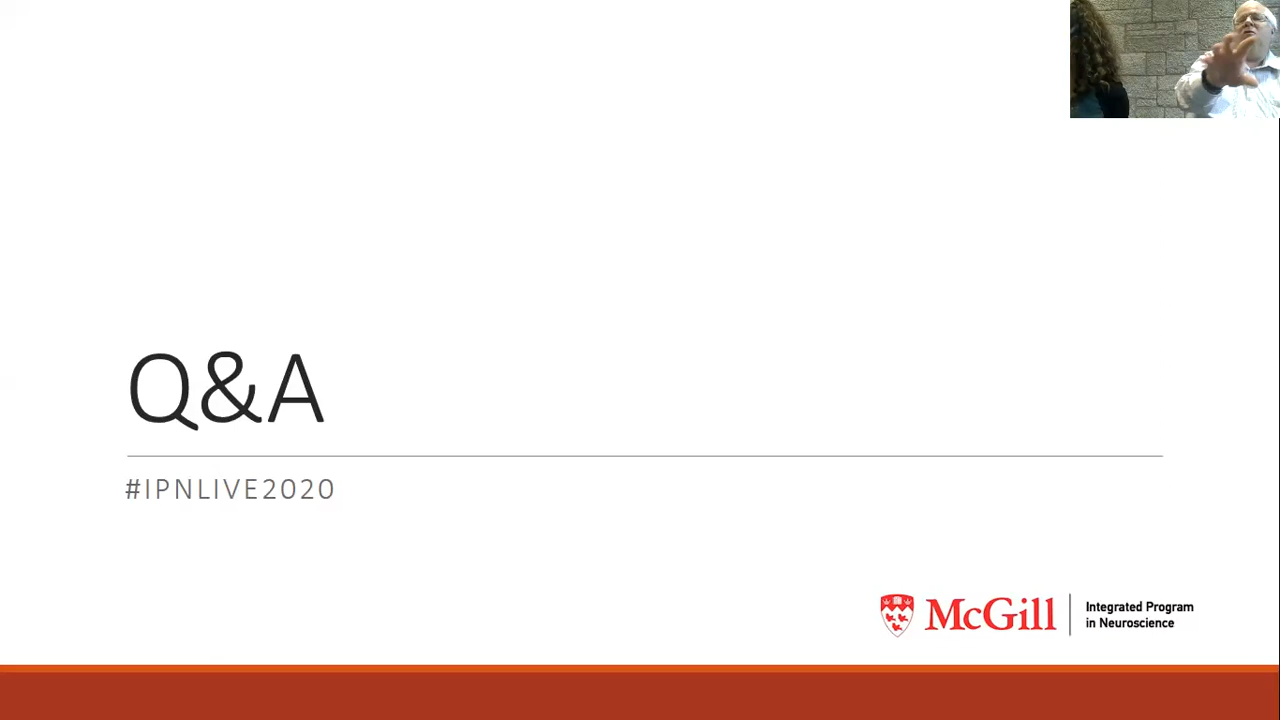 Q&A
#IPNLIVE2020
McGill
Integrated Program
in Neuroscience